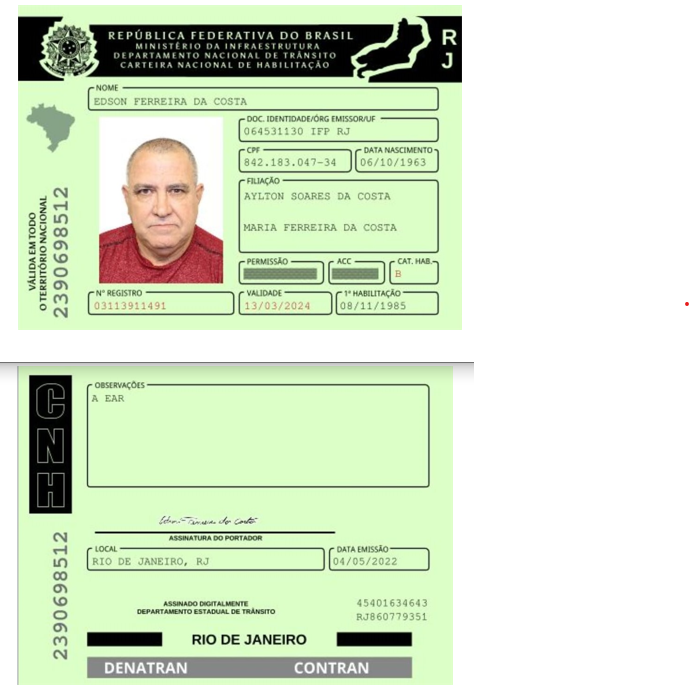 REPÚBLICA FEDERATIVA DO BRASIL
MINISTÉRIO DA INFRAESTRUTURA
DEPARTAMENTO NACIONAL DE TRÂNSITO
CARTEIRA NACIONAL DE HABILITAÇÃO
RJ
NOME
EDSON FERREIRA DA COSTA
DOC. IDENTIDADE/ÓRG EMISSOR/UF
064531130 IFP RJ
CPF
842.183.047-34
DATA NASCIMENTO
06/10/1963
FILIAÇÃO
AYLTON SOARES DA COSTA
MARIA FERREIRA DA COSTA
PERMISSÃO
ACC
CAT. HAB.
B
Nº REGISTRO
03113911491
VALIDADE
13/03/2024
1ª HABILITAÇÃO
08/11/1985
VÁLIDA EM TODO
O TERRITÓRIO NACIONAL
2390698512
CNH
OBSERVAÇÕES
A EAR
Edson Ferreira da Costa
ASSINATURA DO PORTADOR
LOCAL
RIO DE JANEIRO, RJ
DATA EMISSÃO
04/05/2022
ASSINADO DIGITALMENTE
DEPARTAMENTO ESTADUAL DE TRÂNSITO
45401634643
RJ860779351
2390698512
RIO DE JANEIRO
DENATRAN CONTRAN